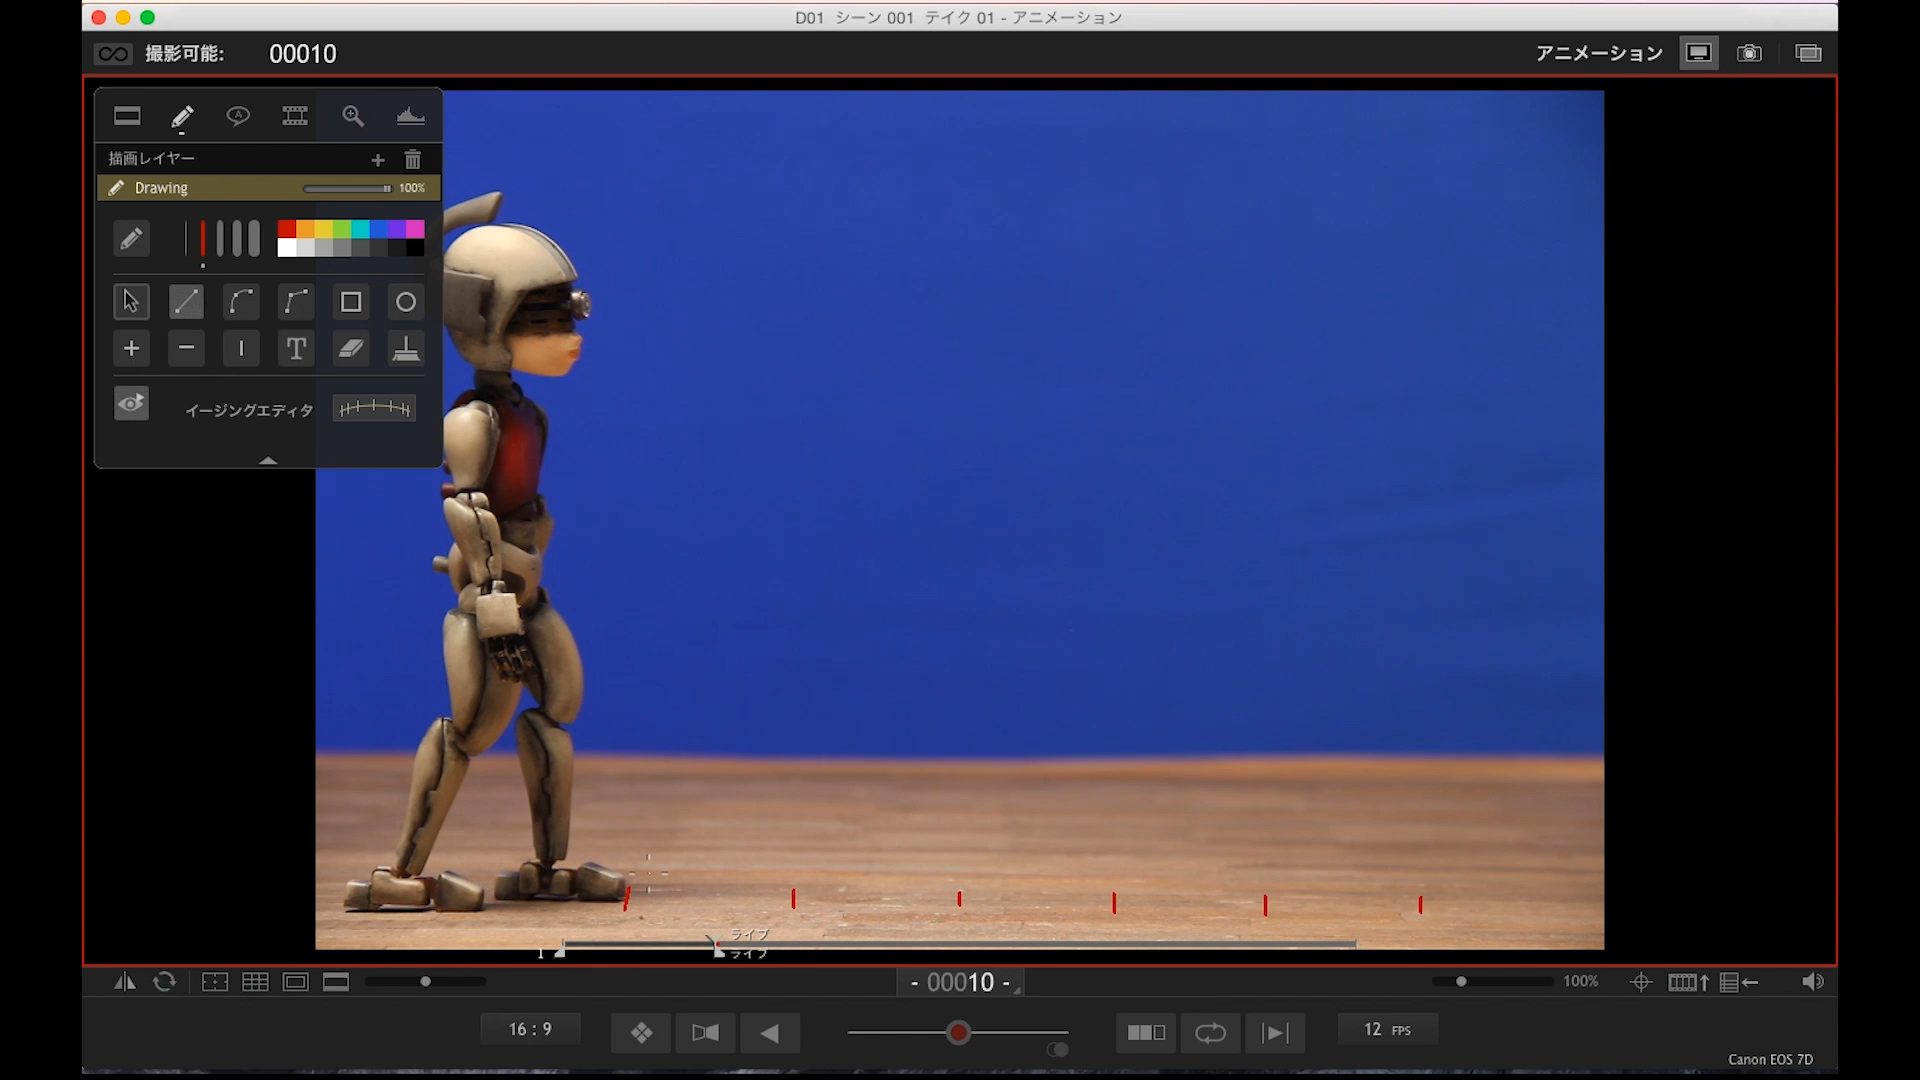 D01 シーン 001 テイク 01 - アニメーション
撮影可能: 00010
アニメーション
描画レイヤー
Drawing 100%
イージングエディタ
ライブ
1 ライブ
- 00010 -
100%
16 : 9
12 FPS
Canon EOS 7D